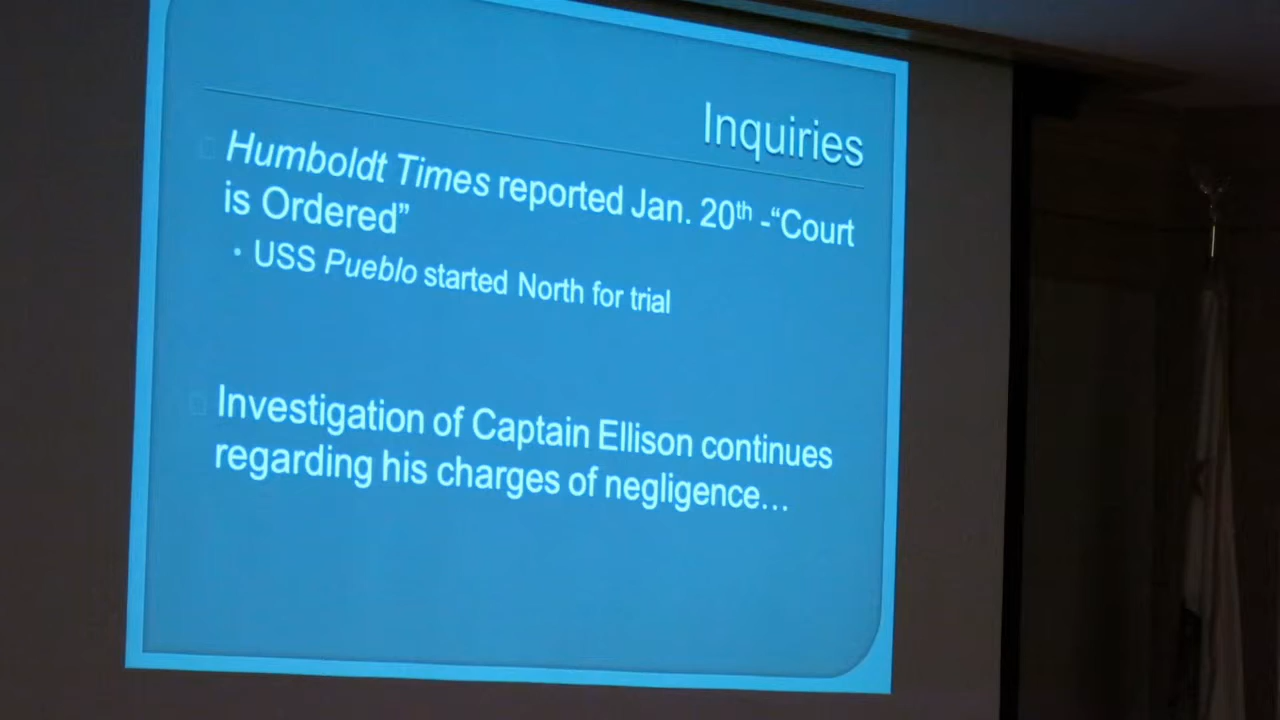 Inquiries
Humboldt Times reported Jan. 20th -“Court
is Ordered”
• USS Pueblo started North for trial
Investigation of Captain Ellison continues
regarding his charges of negligence…